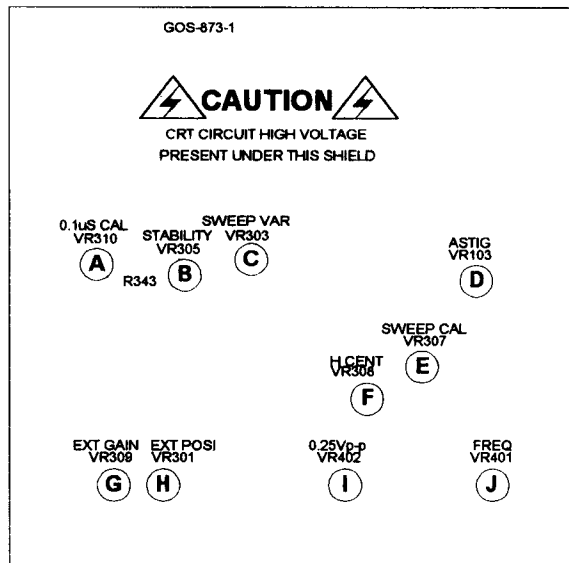 GOS-873-1
CAUTION
CRT CIRCUIT HIGH VOLTAGE
PRESENT UNDER THIS SHIELD
0.1uS CAL
VR310
A
R343
STABILITY
VR305
B
SWEEP VAR
VR303
C
ASTIG
VR103
D
SWEEP CAL
VR307
E
H CENT
VR308
F
EXT GAIN
VR309
G
EXT POSI
VR301
H
0.25Vp-p
VR402
I
FREQ
VR401
J